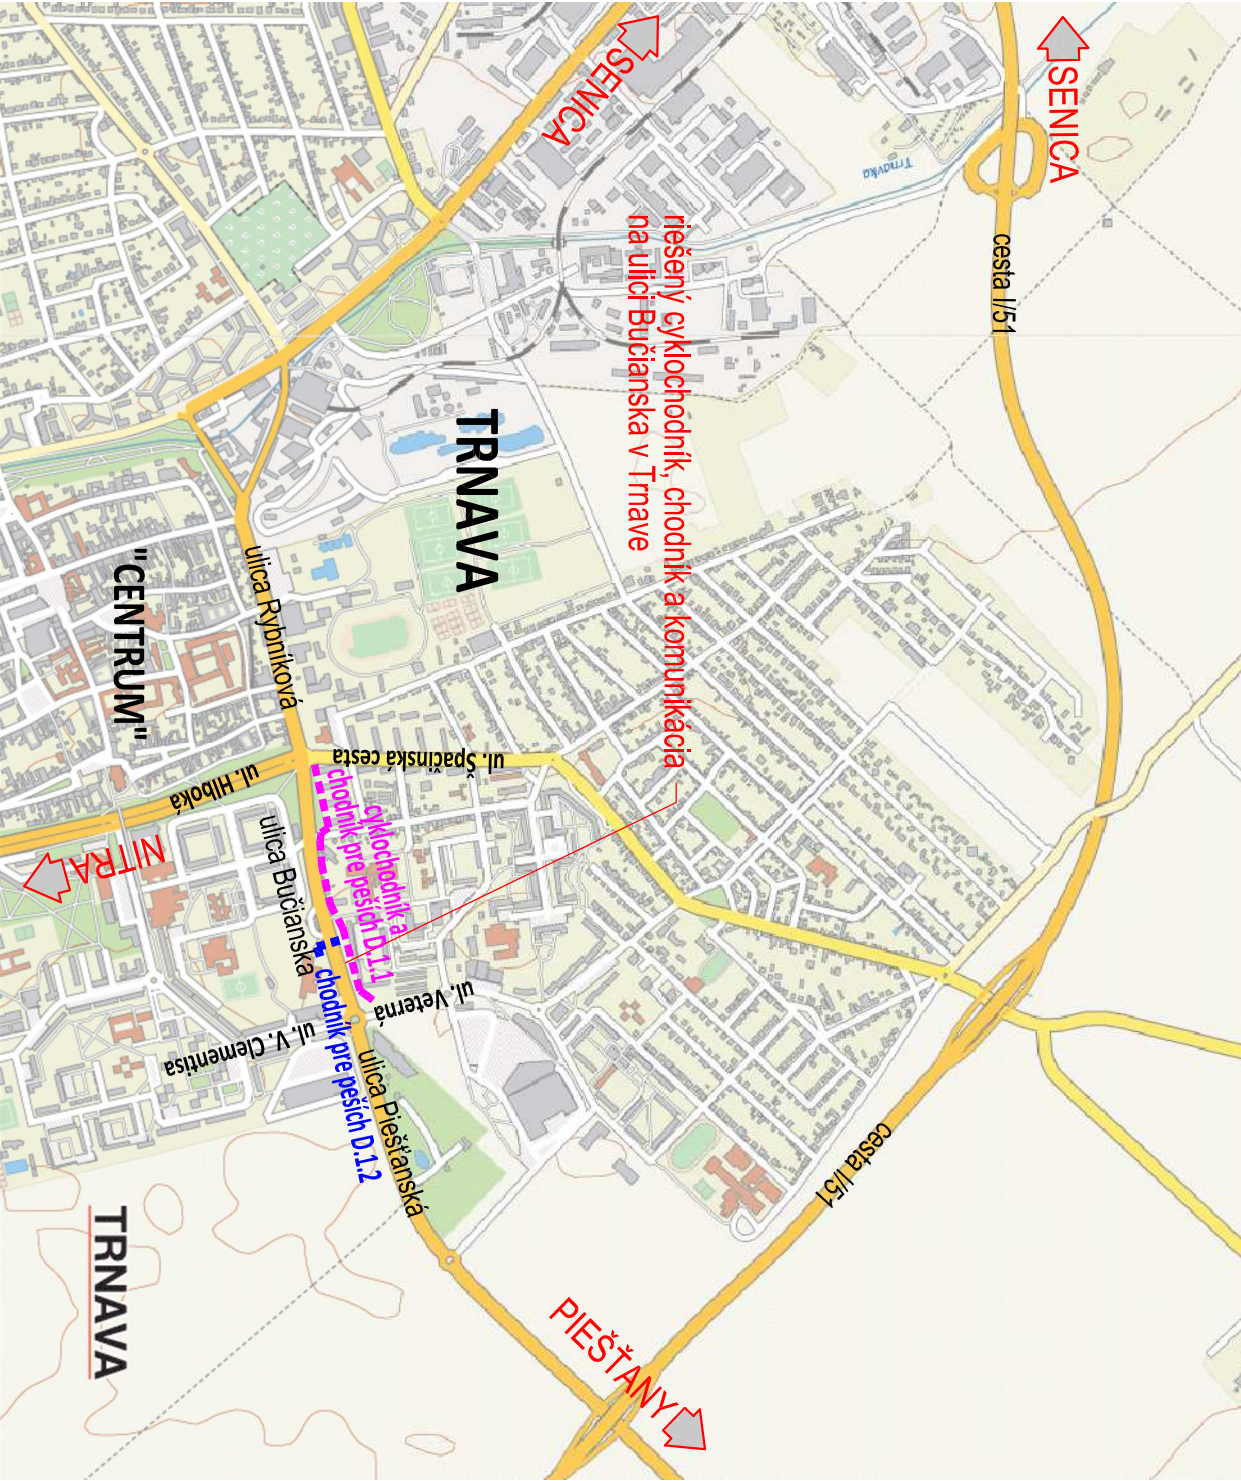 SENICA
SENICA
cesta I/51
Trnavka
riešený cyklochodník, chodník a komunikácia
na ulici Bučianska v Trnave
TRNAVA
"CENTRUM"
ulica Rybníková
ul. Špačinská cesta
ul. Hlboká
NITRA
cyklochodník a
chodník pre peších D.1.1
ulica Bučianska
chodník pre peších D.1.2
ul. Veterná
ul. V. Clementisa
ulica Piešťanská
cesta I/51
TRNAVA
PIEŠŤANY